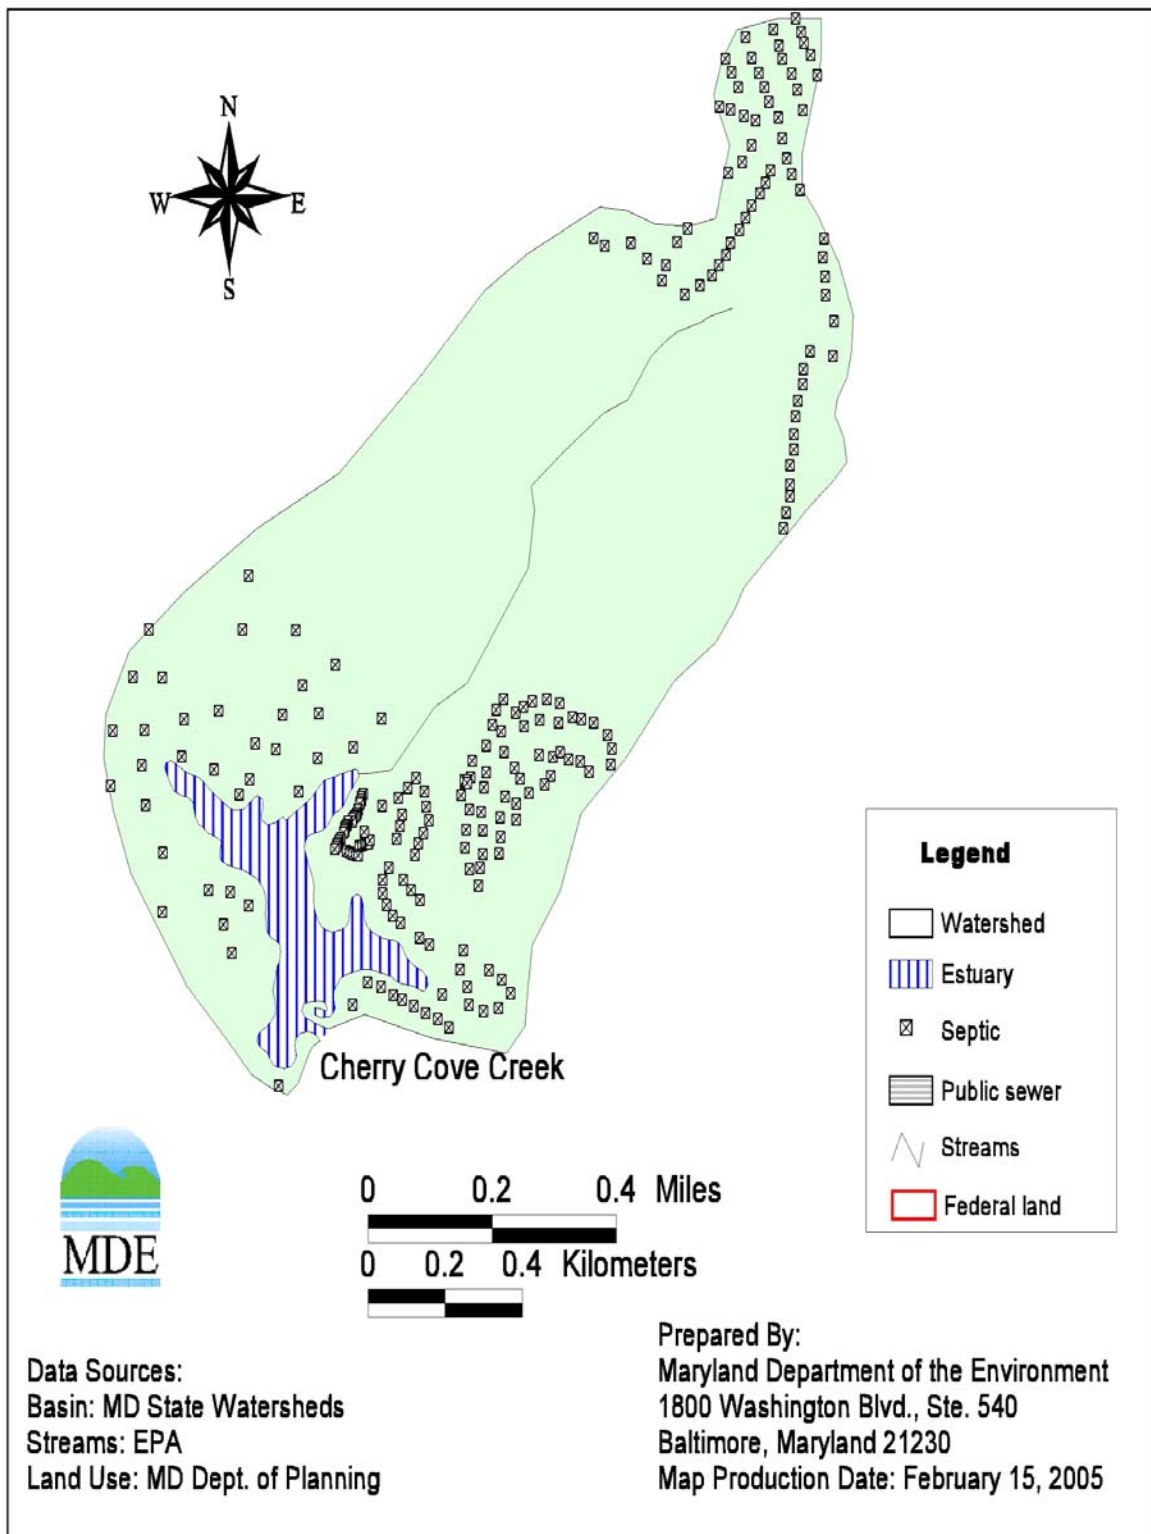 N
W E
S
Cherry Cove Creek
Legend
Watershed
Estuary
Septic
Public sewer
Streams
Federal land
MDE
0 0.2 0.4 Miles
0 0.2 0.4 Kilometers
Data Sources:
Basin: MD State Watersheds
Streams: EPA
Land Use: MD Dept. of Planning
Prepared By:
Maryland Department of the Environment
1800 Washington Blvd., Ste. 540
Baltimore, Maryland 21230
Map Production Date: February 15, 2005